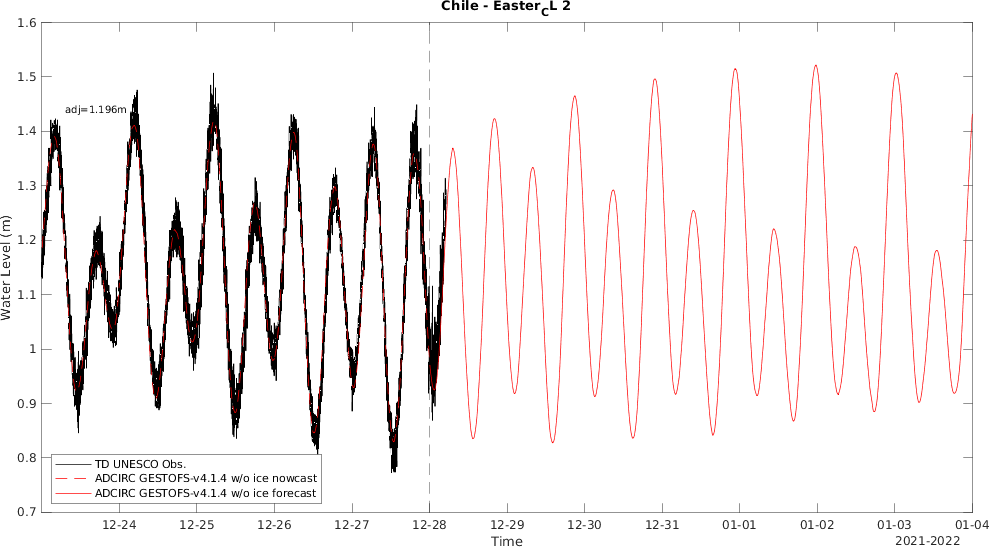 Chile - Easter_CL 2
1.6
1.5
1.4
1.3
1.2
1.1
1
0.9
0.8
0.7
Water Level (m)
adj=1.196m
TD UNESCO Obs.
ADCIRC GESTOFS-v4.1.4 w/o ice nowcast
ADCIRC GESTOFS-v4.1.4 w/o ice forecast
12-24 12-25 12-26 12-27 12-28 12-29 12-30 12-31 01-01 01-02 01-03 01-04
Time
2021-2022